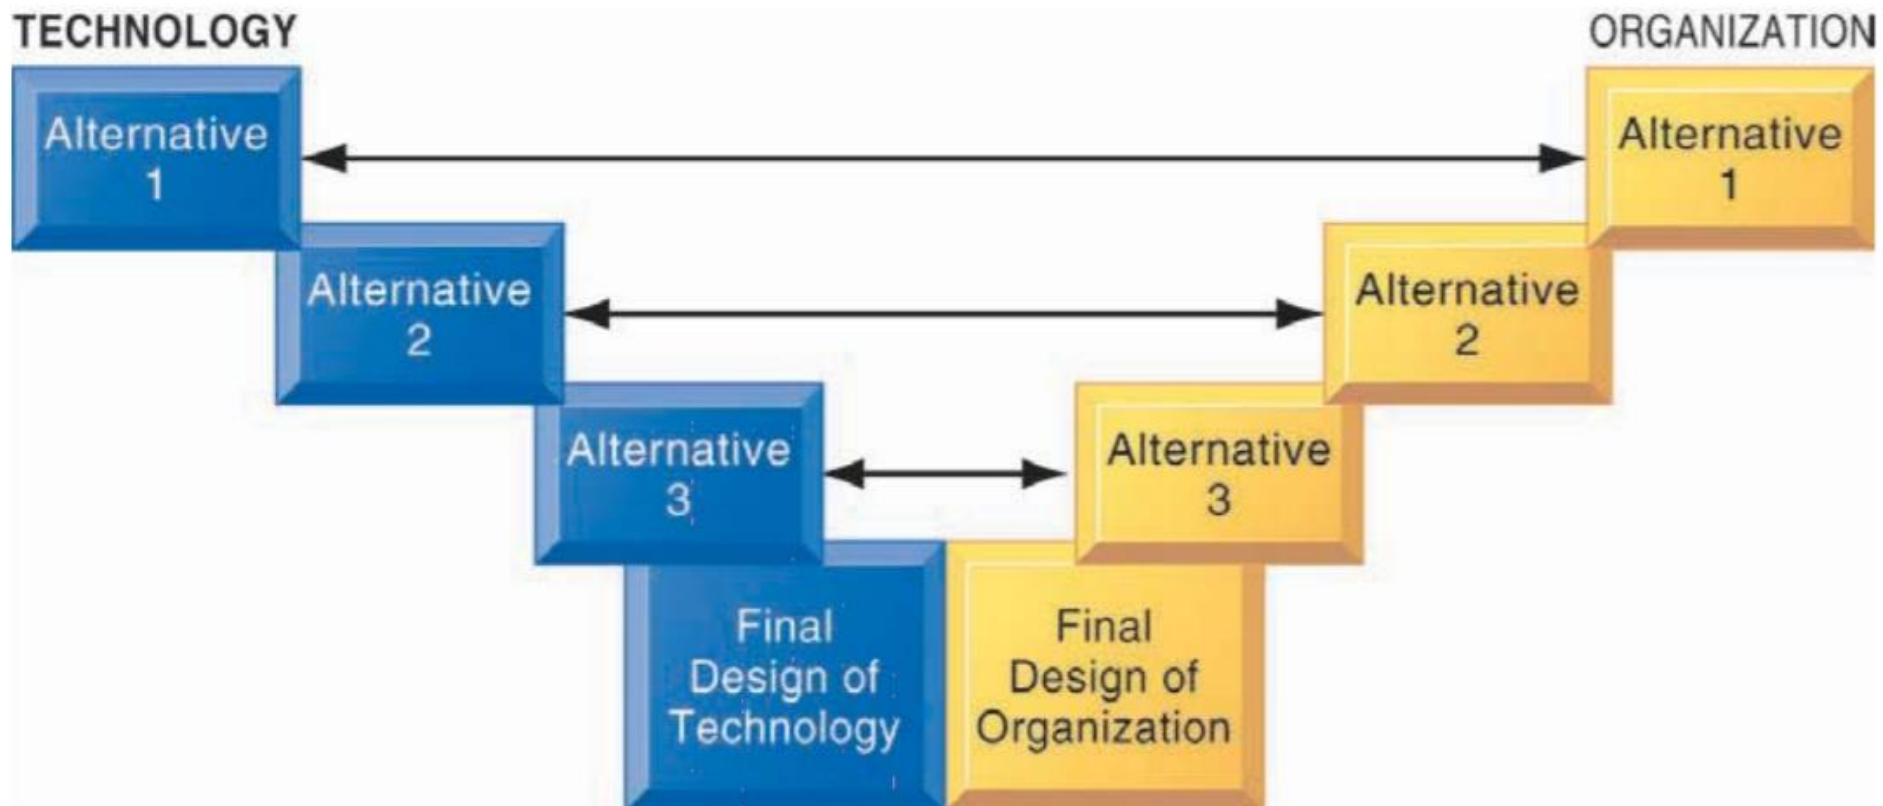 TECHNOLOGY
ORGANIZATION
Alternative
1
Alternative
1
Alternative
2
Alternative
2
Alternative
3
Alternative
3
Final
Design of
Technology
Final
Design of
Organization